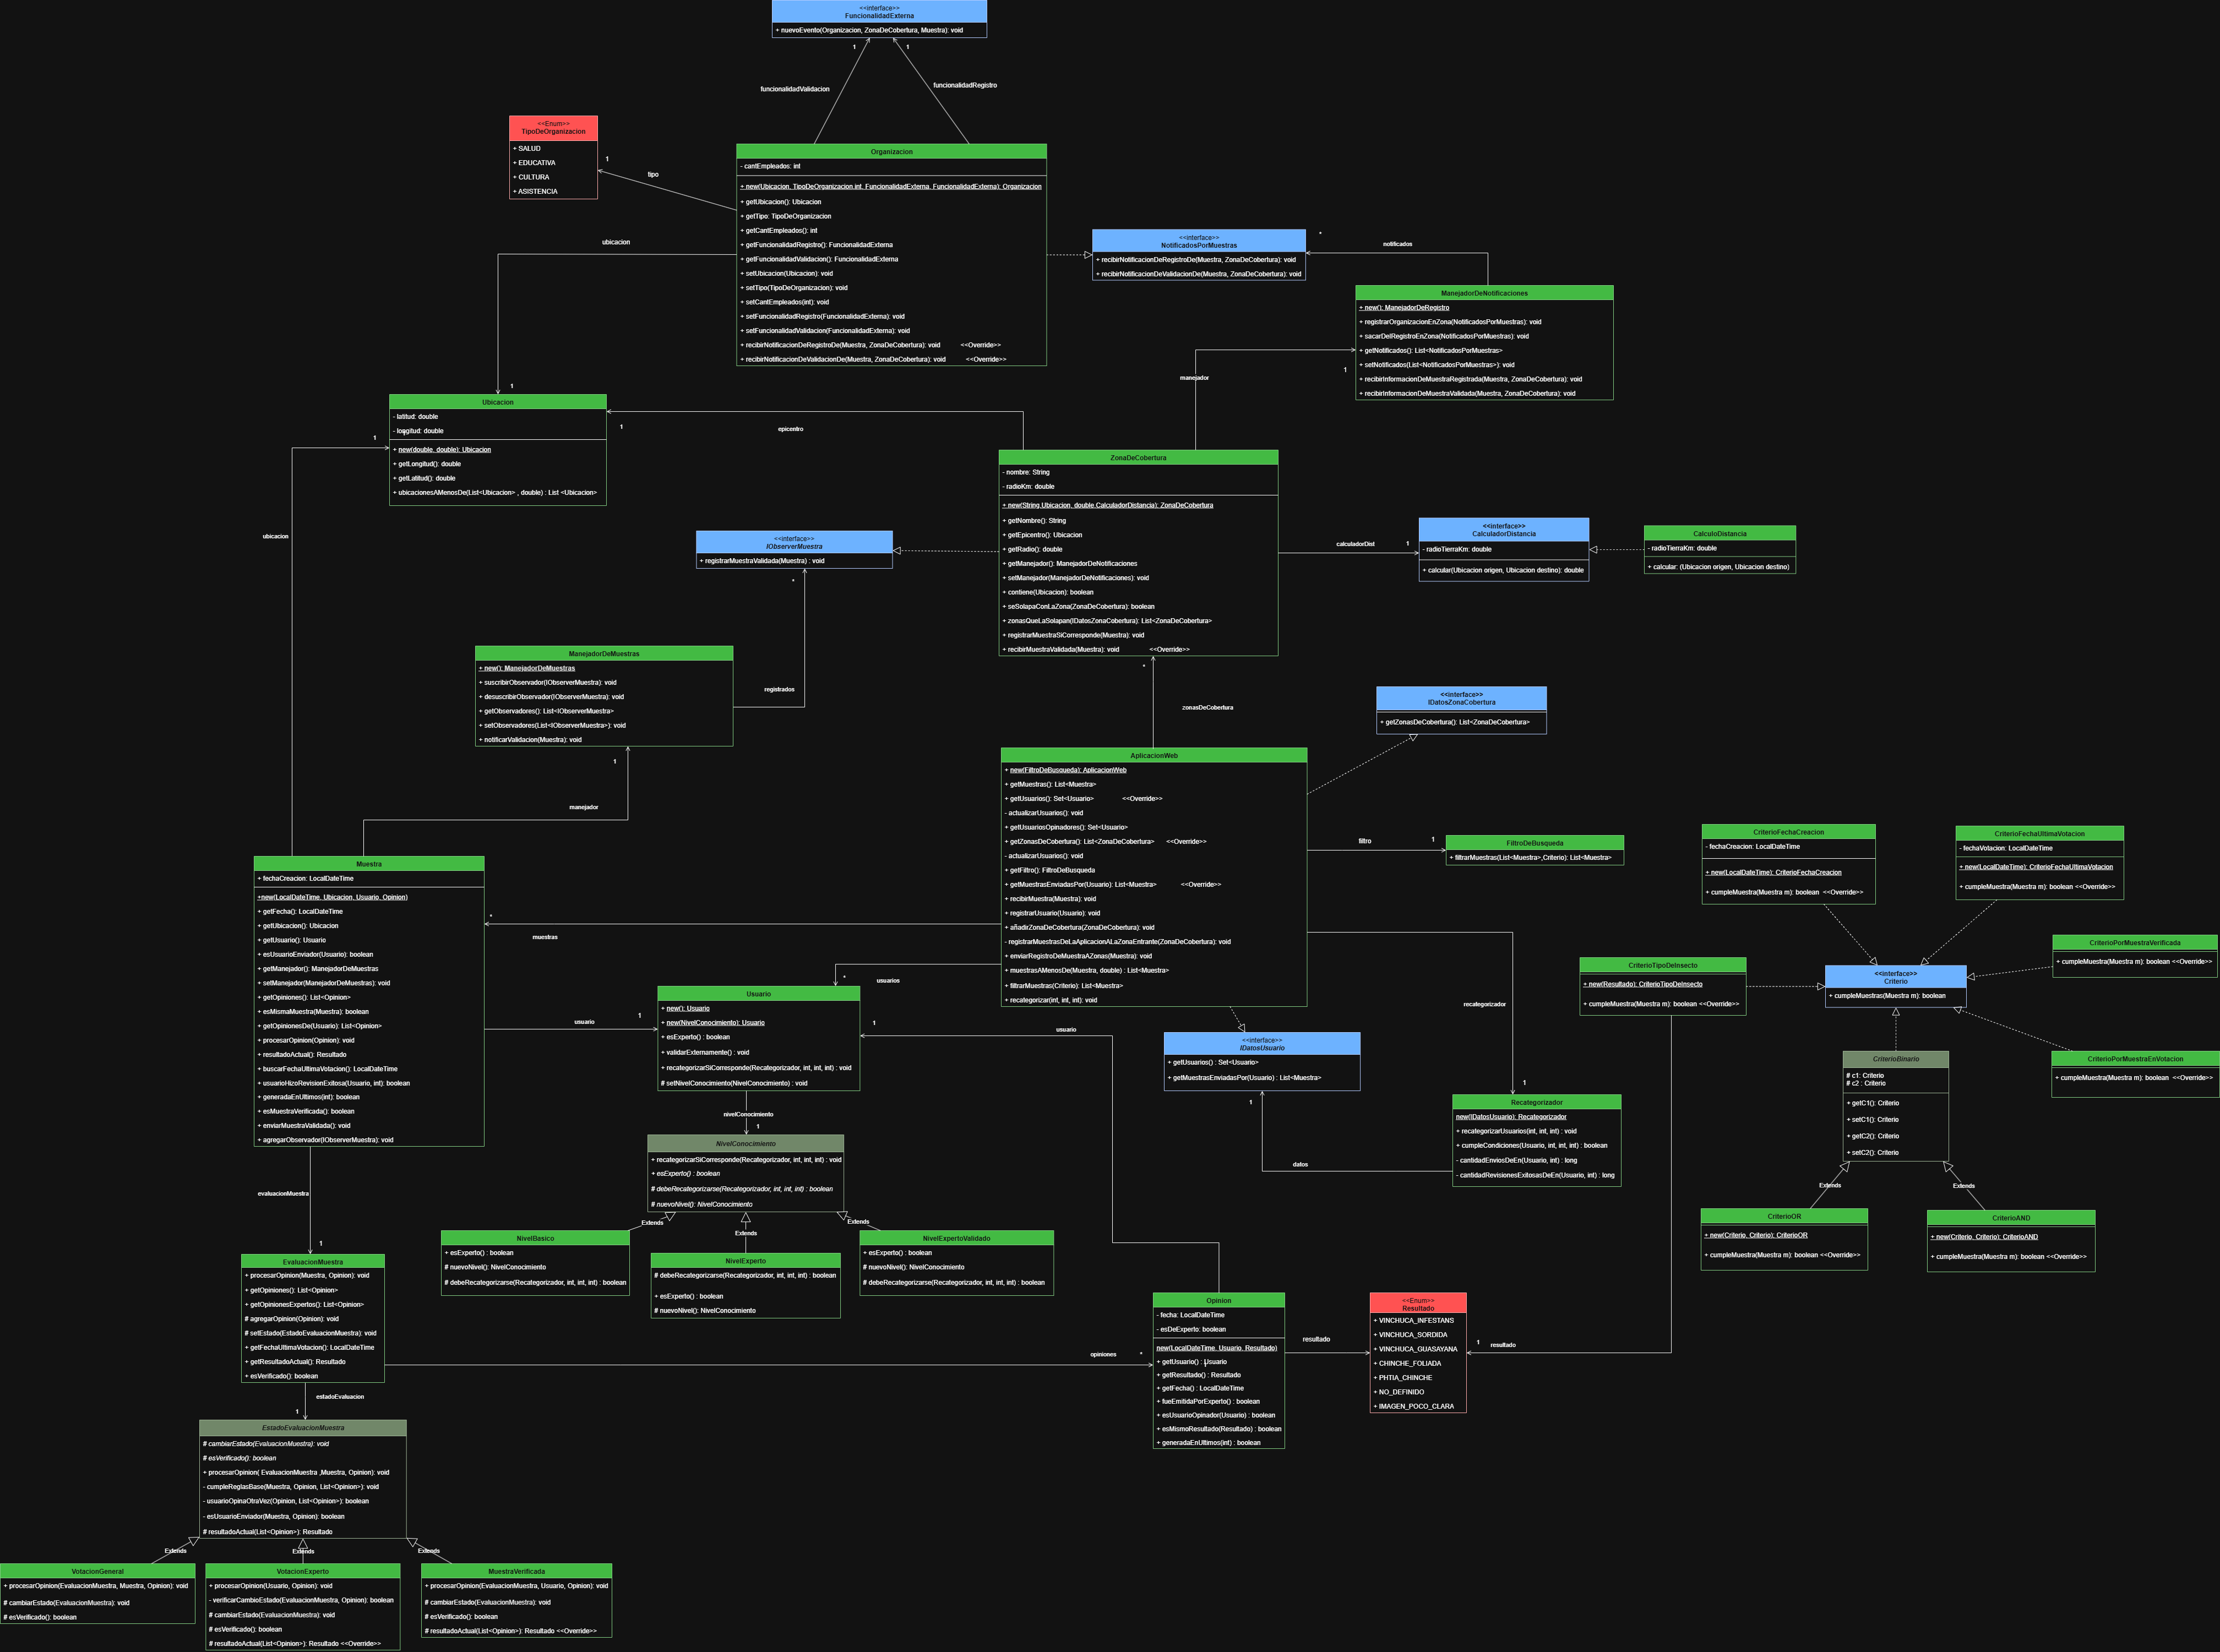 <<interface>>
FuncionalidadExterna
+ nuevoEvento(Organizacion, ZonaDeCobertura, Muestra): void
1
1
funcionalidadValidacion
funcionalidadRegistro
<<Enum>>
TipoDeOrganizacion
+ SALUD
+ EDUCATIVA
+ CULTURA
+ ASISTENCIA
1
tipo
Organizacion
- cantEmpleados: int
+ new(Ubicacion, TipoDeOrganizacion.int, FuncionalidadExterna, FuncionalidadExterna): Organizacion
+ getUbicacion(): Ubicacion
+ getTipo: TipoDeOrganizacion
+ getCantEmpleados(): int
+ getFuncionalidadRegistro(): FuncionalidadExterna
+ getFuncionalidadValidacion(): FuncionalidadExterna
+ setUbicacion(Ubicacion): void
+ setTipo(TipoDeOrganizacion): void
+ setCantEmpleados(int): void
+ setFuncionalidadRegistro(FuncionalidadExterna): void
+ setFuncionalidadValidacion(FuncionalidadExterna): void
+ recibirNotificacionDeRegistroDe(Muestra, ZonaDeCobertura): void <<Override>>
+ recibirNotificacionDeValidacionDe(Muestra, ZonaDeCobertura): void <<Override>>
ubicacion
1
<<interface>>
NotificadosPorMuestras
+ recibirNotificacionDeRegistroDe(Muestra, ZonaDeCobertura): void
+ recibirNotificacionDeValidacionDe(Muestra, ZonaDeCobertura): void
*
notificados
ManejadorDeNotificaciones
+ new(): ManejadorDeRegistro
+ registrarOrganizacionEnZona(NotificadosPorMuestras): void
+ sacarDelRegistroEnZona(NotificadosPorMuestras): void
+ getNotificados(): List<NotificadosPorMuestras>
+ setNotificados(List<NotificadosPorMuestras>): void
+ recibirInformacionDeMuestraRegistrada(Muestra, ZonaDeCobertura): void
+ recibirInformacionDeMuestraValidada(Muestra, ZonaDeCobertura): void
manejador
1
Ubicacion
- latitud: double
- longitud: double
+ new(double, double): Ubicacion
+ getLongitud(): double
+ getLatitud(): double
+ ubicacionesAMenosDe(List<Ubicacion> , double) : List <Ubicacion>
1
epicentro
1
ubicacion
ZonaDeCobertura
- nombre: String
- radioKm: double
+ new(String,Ubicacion, double,CalculadorDistancia): ZonaDeCobertura
+ getNombre(): String
+ getEpicentro(): Ubicacion
+ getRadio(): double
+ getManejador(): ManejadorDeNotificaciones
+ setManejador(ManejadorDeNotificaciones): void
+ contiene(Ubicacion): boolean
+ seSolapaConLaZona(ZonaDeCobertura): boolean
+ zonasQueLaSolapan(IDatosZonaCobertura): List<ZonaDeCobertura>
+ registrarMuestraSiCorresponde(Muestra): void
+ recibirMuestraValidada(Muestra): void <<Override>>
calculadorDist
1
<<interface>>
CalculadorDistancia
- radioTierraKm: double
+ calcular(Ubicacion origen, Ubicacion destino): double
CalculoDistancia
- radioTierraKm: double
+ calcular: (Ubicacion origen, Ubicacion destino)
<<interface>>
IObserverMuestra
+ registrarMuestraValidada(Muestra) : void
*
registrados
ManejadorDeMuestras
+ new(): ManejadorDeMuestras
+ suscribirObservador(IObserverMuestra): void
+ desuscribirObservador(IObserverMuestra): void
+ getObservadores(): List<IObserverMuestra>
+ setObservadores(List<IObserverMuestra>): void
+ notificarValidacion(Muestra): void
1
manejador
*
zonasDeCobertura
<<interface>>
IDatosZonaCobertura
+ getZonasDeCobertura(): List<ZonaDeCobertura>
AplicacionWeb
+ new(FiltroDeBusqueda): AplicacionWeb
+ getMuestras(): List<Muestra>
+ getUsuarios(): Set<Usuario> <<Override>>
- actualizarUsuarios(): void
+ getUsuariosOpinadores(): Set<Usuario>
+ getZonasDeCobertura(): List<ZonaDeCobertura> <<Override>>
- actualizarUsuarios(): void
+ getFiltro(): FiltroDeBusqueda
+ getMuestrasEnviadasPor(Usuario): List<Muestra> <<Override>>
+ recibirMuestra(Muestra): void
+ registrarUsuario(Usuario): void
+ añadirZonaDeCobertura(ZonaDeCobertura): void
- registrarMuestrasDeLaAplicacionALaZonaEntrante(ZonaDeCobertura): void
+ enviarRegistroDeMuestraAZonas(Muestra): void
+ muestrasAMenosDe(Muestra, double) : List<Muestra>
+ filtrarMuestras(Criterio): List<Muestra>
+ recategorizar(int, int, int): void
filtro
1
FiltroDeBusqueda
+ filtrarMuestras(List<Muestra>,Criterio): List<Muestra>
CriterioFechaCreacion
- fechaCreacion: LocalDateTime
+ new(LocalDateTime): CriterioFechaCreacion
+ cumpleMuestra(Muestra m): boolean <<Override>>
CriterioFechaUltimaVotacion
- fechaVotacion: LocalDateTime
+ new(LocalDateTime): CriterioFechaUltimaVotacion
+ cumpleMuestra(Muestra m): boolean <<Override>>
CriterioPorMuestraVerificada
+ cumpleMuestra(Muestra m): boolean <<Override>>
CriterioTipoDeInsecto
+ new(Resultado): CriterioTipoDeInsecto
+ cumpleMuestra(Muestra m): boolean <<Override>>
<<interface>>
Criterio
+ cumpleMuestras(Muestra m): boolean
CriterioBinario
# c1: Criterio
# c2 : Criterio
+ getC1(): Criterio
+ setC1(): Criterio
+ getC2(): Criterio
+ setC2(): Criterio
CriterioPorMuestraEnVotacion
+ cumpleMuestra(Muestra m): boolean <<Override>>
Extends
Extends
CriterioOR
+ new(Criterio, Criterio): CriterioOR
+ cumpleMuestra(Muestra m): boolean <<Override>>
CriterioAND
+ new(Criterio, Criterio): CriterioAND
+ cumpleMuestra(Muestra m): boolean <<Override>>
Muestra
+ fechaCreacion: LocalDateTime
+new(LocalDateTime, Ubicacion, Usuario, Opinion)
+ getFecha(): LocalDateTime
+ getUbicacion(): Ubicacion
+ getUsuario(): Usuario
+ esUsuarioEnviador(Usuario): boolean
+ getManejador(): ManejadorDeMuestras
+ setManejador(ManejadorDeMuestras): void
+ getOpiniones(): List<Opinion>
+ esMismaMuestra(Muestra): boolean
+ getOpinionesDe(Usuario): List<Opinion>
+ procesarOpinion(Opinion): void
+ resultadoActual(): Resultado
+ buscarFechaUltimaVotacion(): LocalDateTime
+ usuarioHizoRevisionExitosa(Usuario, int): boolean
+ generadaEnUltimos(int): boolean
+ esMuestraVerificada(): boolean
+ enviarMuestraValidada(): void
+ agregarObservador(IObserverMuestra): void
*
muestras
*
usuarios
usuario
1
Usuario
+ new(): Usuario
+ new(NivelConocimiento): Usuario
+ esExperto() : boolean
+ validarExternamente() : void
+ recategorizarSiCorresponde(Recategorizador, int, int, int) : void
# setNivelConocimiento(NivelConocimiento) : void
1
usuario
<<interface>>
IDatosUsuario
+ getUsuarios() : Set<Usuario>
+ getMuestrasEnviadasPor(Usuario) : List<Muestra>
1
datos
recategorizador
1
Recategorizador
new(IDatosUsuario): Recategorizador
+ recategorizarUsuarios(int, int, int) : void
+ cumpleCondiciones(Usuario, int, int, int) : boolean
- cantidadEnviosDeEn(Usuario, int) : long
- cantidadRevisionesExitosasDeEn(Usuario, int) : long
nivelConocimiento
1
NivelConocimiento
+ recategorizarSiCorresponde(Recategorizador, int, int, int) : void
+ esExperto() : boolean
# debeRecategorizarse(Recategorizador, int, int, int) : boolean
# nuevoNivel(): NivelConocimiento
Extends
Extends
Extends
NivelBasico
+ esExperto() : boolean
# nuevoNivel(): NivelConocimiento
# debeRecategorizarse(Recategorizador, int, int, int) : boolean
NivelExperto
# debeRecategorizarse(Recategorizador, int, int, int) : boolean
+ esExperto() : boolean
# nuevoNivel(): NivelConocimiento
NivelExpertoValidado
+ esExperto() : boolean
# nuevoNivel(): NivelConocimiento
# debeRecategorizarse(Recategorizador, int, int, int) : boolean
evaluacionMuestra
1
EvaluacionMuestra
+ procesarOpinion(Muestra, Opinion): void
+ getOpiniones(): List<Opinion>
+ getOpinionesExpertos(): List<Opinion>
# agregarOpinion(Opinion): void
# setEstado(EstadoEvaluacionMuestra): void
+ getFechaUltimaVotacion(): LocalDateTime
+ getResultadoActual(): Resultado
+ esVerificado(): boolean
opiniones
*
Opinion
- fecha: LocalDateTime
- esDeExperto: boolean
new(LocalDateTime, Usuario, Resultado)
+ getUsuario() : Usuario
+ getResultado() : Resultado
+ getFecha() : LocalDateTime
+ fueEmitidaPorExperto() : boolean
+ esUsuarioOpinador(Usuario) : boolean
+ esMismoResultado(Resultado) : boolean
+ generadaEnUltimos(int) : boolean
resultado
<<Enum>>
Resultado
+ VINCHUCA_INFESTANS
+ VINCHUCA_SORDIDA
+ VINCHUCA_GUASAYANA
+ CHINCHE_FOLIADA
+ PHTIA_CHINCHE
+ NO_DEFINIDO
+ IMAGEN_POCO_CLARA
1
resultado
estadoEvaluacion
1
EstadoEvaluacionMuestra
# cambiarEstado(EvaluacionMuestra): void
# esVerificado(): boolean
+ procesarOpinion( EvaluacionMuestra ,Muestra, Opinion): void
- cumpleReglasBase(Muestra, Opinion, List<Opinion>): void
- usuarioOpinaOtraVez(Opinion, List<Opinion>): boolean
- esUsuarioEnviador(Muestra, Opinion): boolean
# resultadoActual(List<Opinion>): Resultado
Extends
Extends
Extends
VotacionGeneral
+ procesarOpinion(EvaluacionMuestra, Muestra, Opinion): void
# cambiarEstado(EvaluacionMuestra): void
# esVerificado(): boolean
VotacionExperto
+ procesarOpinion(Usuario, Opinion): void
- verificarCambioEstado(EvaluacionMuestra, Opinion): boolean
# cambiarEstado(EvaluacionMuestra): void
# esVerificado(): boolean
# resultadoActual(List<Opinion>): Resultado <<Override>>
MuestraVerificada
+ procesarOpinion(EvaluacionMuestra, Usuario, Opinion): void
# cambiarEstado(EvaluacionMuestra): void
# esVerificado(): boolean
# resultadoActual(List<Opinion>): Resultado <<Override>>